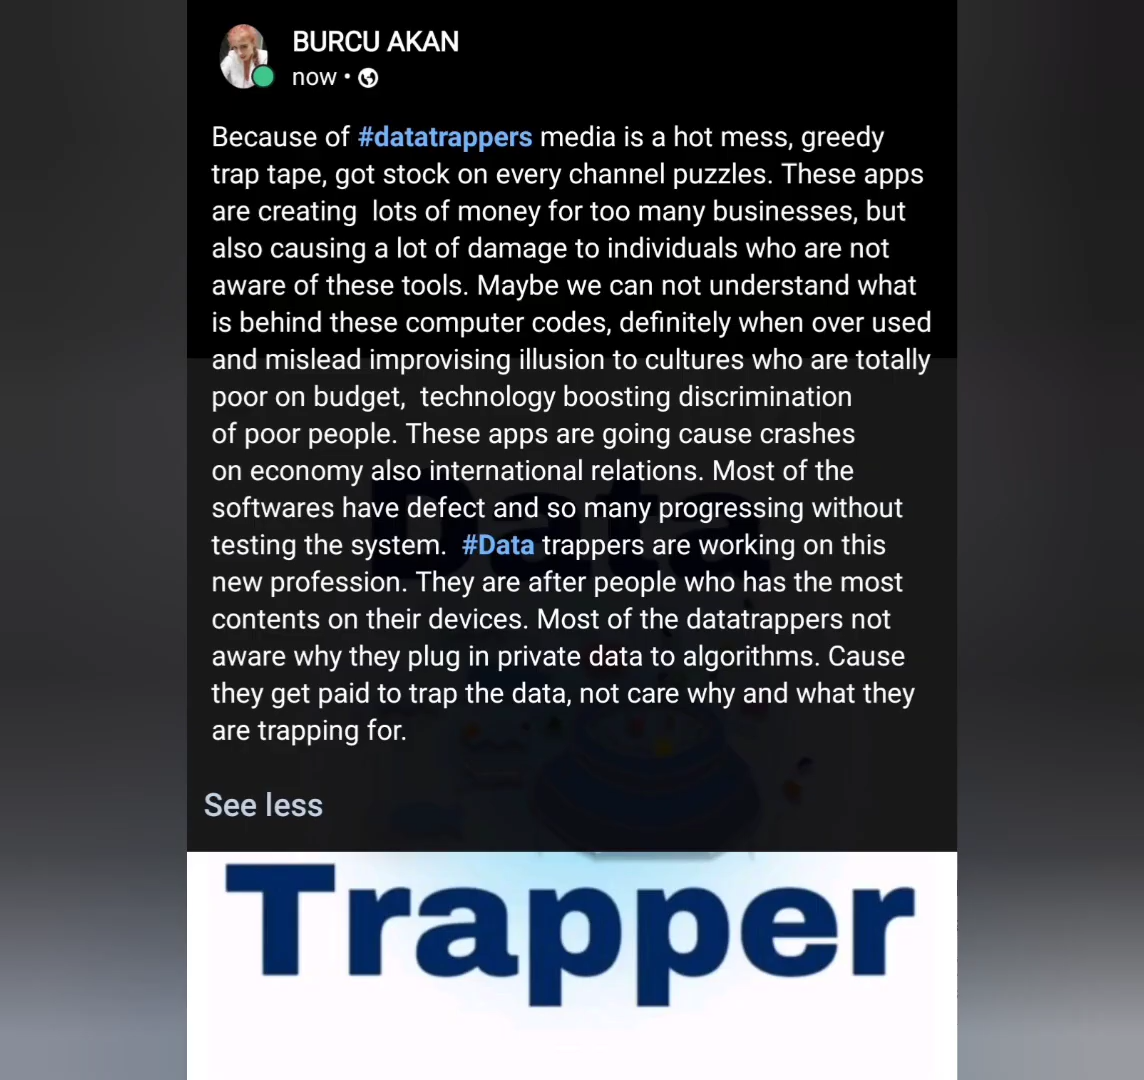 BURCU AKAN
now •
Because of #datatrappers media is a hot mess, greedy
trap tape, got stock on every channel puzzles. These apps
are creating  lots of money for too many businesses, but
also causing a lot of damage to individuals who are not
aware of these tools. Maybe we can not understand what
is behind these computer codes, definitely when over used
and mislead improvising illusion to cultures who are totally
poor on budget,  technology boosting discrimination
of poor people. These apps are going cause crashes
on economy also international relations. Most of the
softwares have defect and so many progressing without
testing the system.  #Data trappers are working on this
new profession. They are after people who has the most
contents on their devices. Most of the datatrappers not
aware why they plug in private data to algorithms. Cause
they get paid to trap the data, not care why and what they
are trapping for.
See less
Data
Trapper